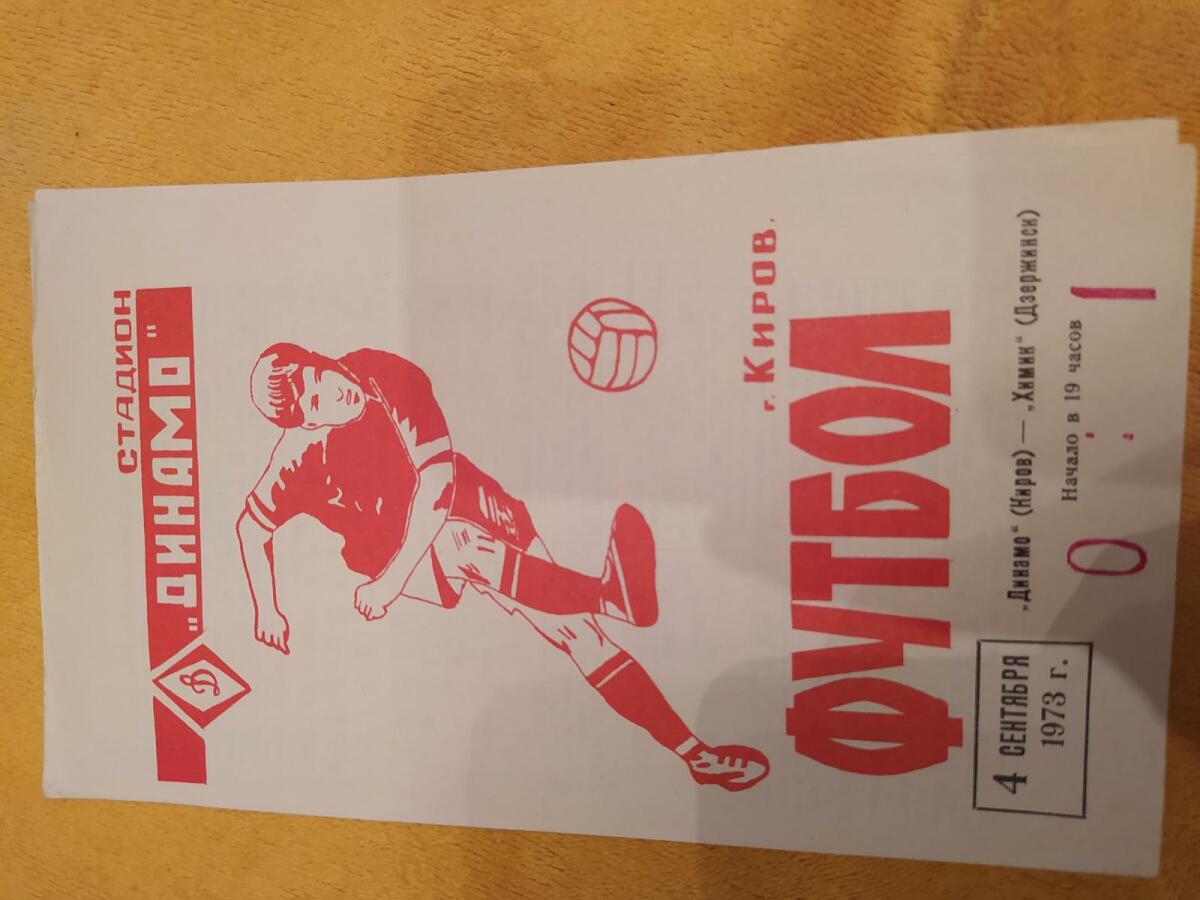 СТАДИОН
„ДИНАМО"
Д
г. Киров.
ФУТБОЛ
4 СЕНТЯБРЯ
1973 г.
„Динамо“ (Киров) — „Химик“ (Дзержинск)
Начало в 19 часов
0 : 1